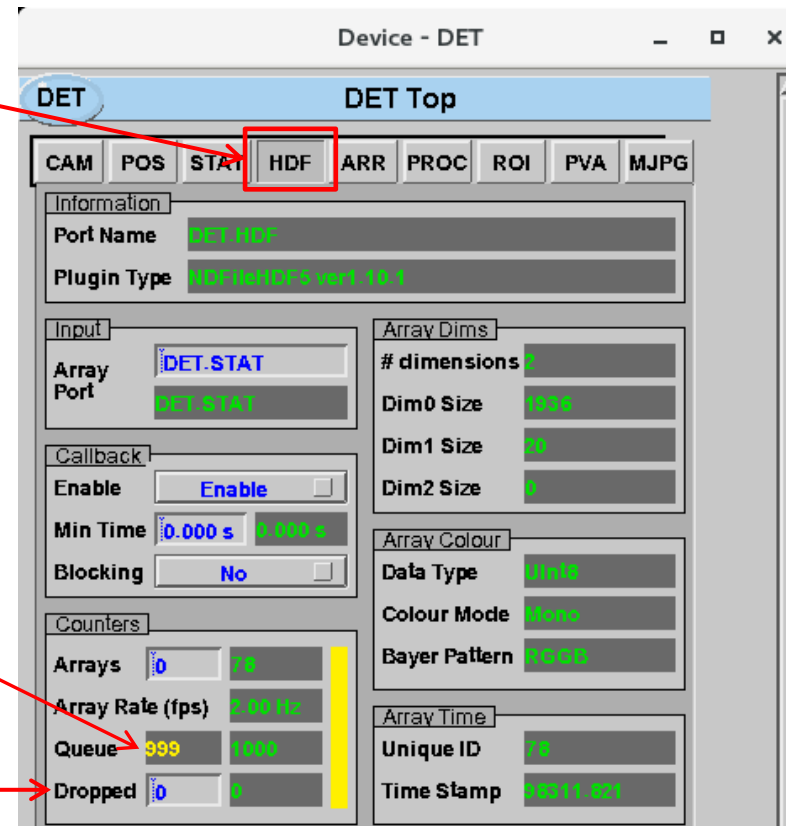 Device - DET
DET
DET Top
CAM POS STAT HDF ARR PROC ROI PVA MJPG
Information
Port Name DET.HDF
Plugin Type NDFileHDF5 ver1.10.1
Input
Array Port DET.STAT
DET.STAT
Callback
Enable Enable
Min Time 0.000 s 0.000 s
Blocking No
Counters
Arrays 0 78
Array Rate (fps) 2.00 Hz
Queue 999 1000
Dropped 0 0
Array Dims
# dimensions 2
Dim0 Size 1936
Dim1 Size 20
Dim2 Size 0
Array Colour
Data Type UInt8
Colour Mode Mono
Bayer Pattern RGGB
Array Time
Unique ID 78
Time Stamp 98311.821